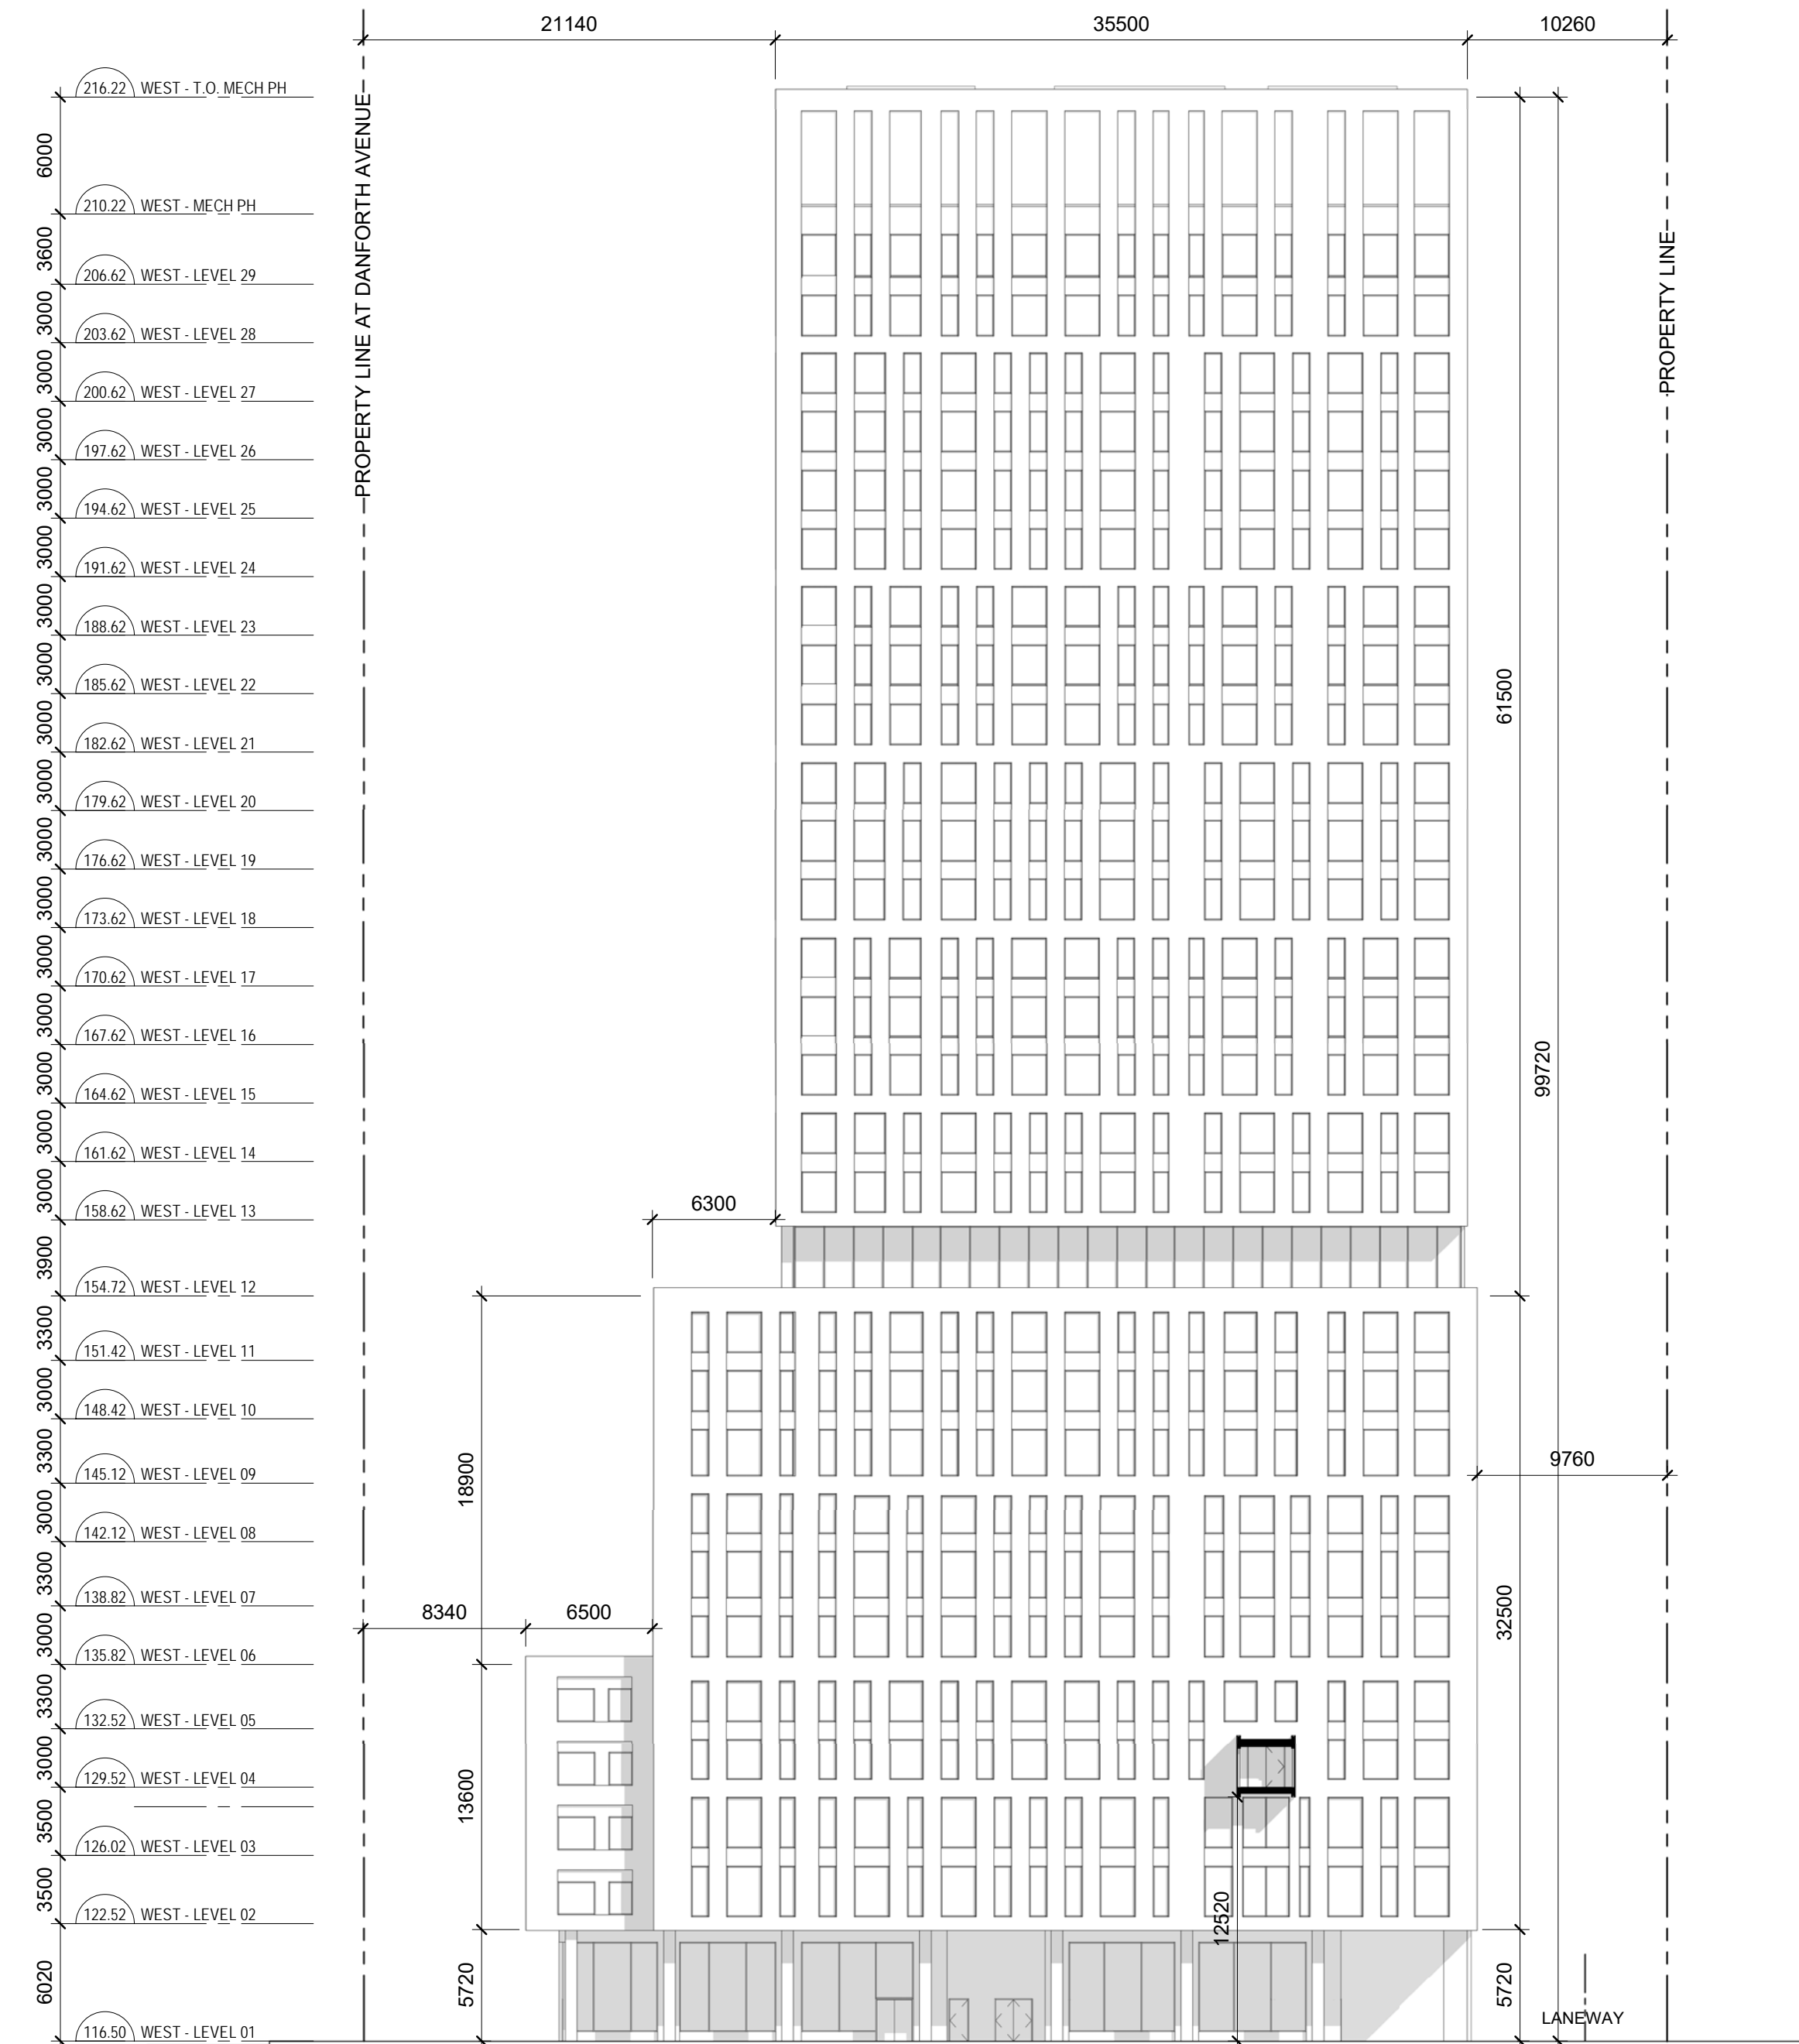 21140
35500
10260
216.22 WEST - T.O. MECH PH
6000
210.22 WEST - MECH PH
3600
206.62 WEST - LEVEL 29
3000
203.62 WEST - LEVEL 28
3000
200.62 WEST - LEVEL 27
3000
197.62 WEST - LEVEL 26
3000
194.62 WEST - LEVEL 25
3000
191.62 WEST - LEVEL 24
3000
188.62 WEST - LEVEL 23
3000
185.62 WEST - LEVEL 22
3000
182.62 WEST - LEVEL 21
3000
179.62 WEST - LEVEL 20
3000
176.62 WEST - LEVEL 19
3000
173.62 WEST - LEVEL 18
3000
170.62 WEST - LEVEL 17
3000
167.62 WEST - LEVEL 16
3000
164.62 WEST - LEVEL 15
3000
161.62 WEST - LEVEL 14
3000
158.62 WEST - LEVEL 13
3900
154.72 WEST - LEVEL 12
3300
151.42 WEST - LEVEL 11
3000
148.42 WEST - LEVEL 10
3300
145.12 WEST - LEVEL 09
3000
142.12 WEST - LEVEL 08
3300
138.82 WEST - LEVEL 07
3000
135.82 WEST - LEVEL 06
3300
132.52 WEST - LEVEL 05
3000
129.52 WEST - LEVEL 04
3500
126.02 WEST - LEVEL 03
3500
122.52 WEST - LEVEL 02
6020
116.50 WEST - LEVEL 01
PROPERTY LINE AT DANFORTH AVENUE
PROPERTY LINE
61500
99720
6300
18900
9760
8340
6500
32500
13600
12520
5720
5720
LANEWAY